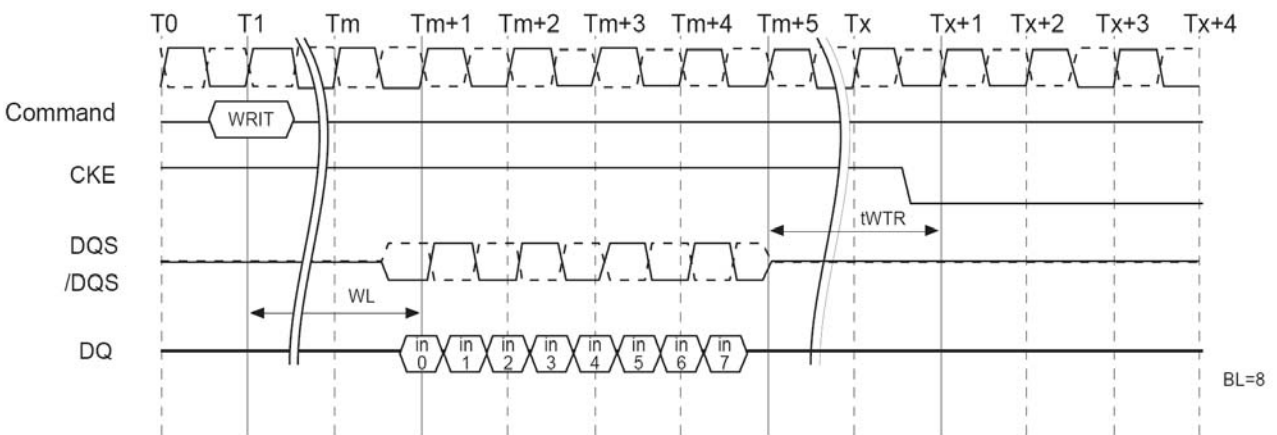 T0 T1 Tm Tm+1 Tm+2 Tm+3 Tm+4 Tm+5 Tx Tx+1 Tx+2 Tx+3 Tx+4
Command WRIT
CKE
tWTR
DQS
/DQS
WL
DQ in 0 in 1 in 2 in 3 in 4 in 5 in 6 in 7
BL=8